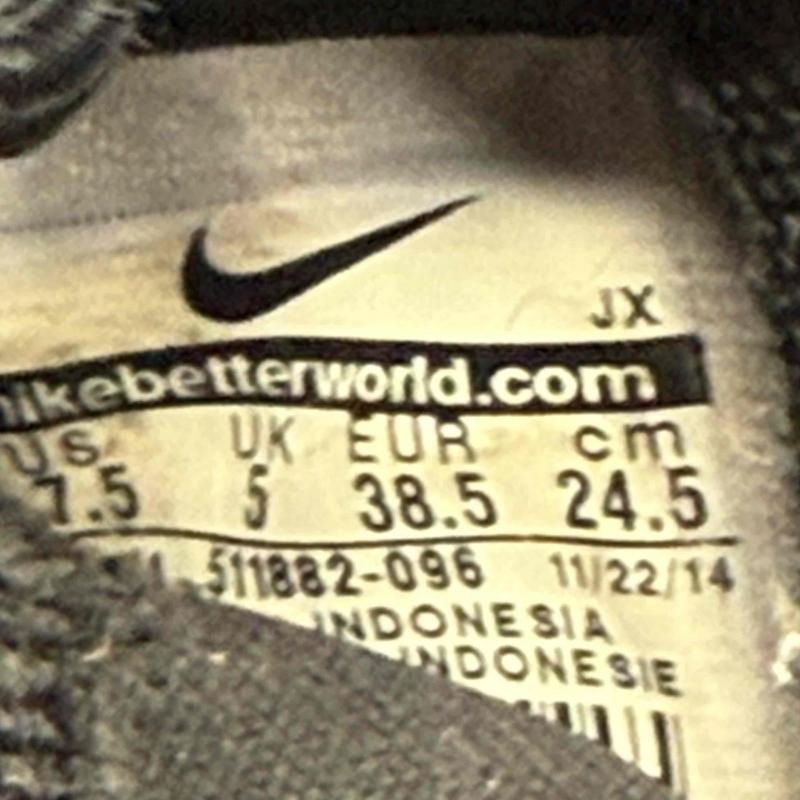 JX
nikebetterworld.com
US UK EUR cm
7.5 5 38.5 24.5
511882-096 11/22/14
INDONESIA
INDONESIE